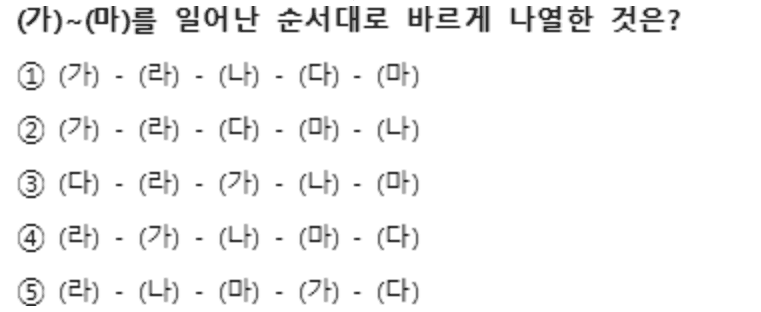 (가)~(마)를 일어난 순서대로 바르게 나열한 것은?
① (가) - (라) - (나) - (다) - (마)
② (가) - (라) - (다) - (마) - (나)
③ (다) - (라) - (가) - (나) - (마)
④ (라) - (가) - (나) - (마) - (다)
⑤ (라) - (나) - (마) - (가) - (다)